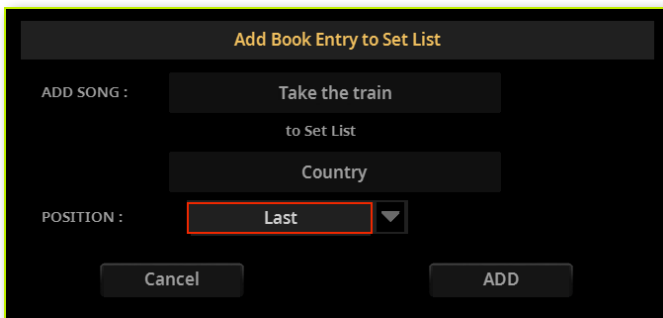 Add Book Entry to Set List
ADD SONG : Take the train
to Set List
Country
POSITION : Last
Cancel ADD